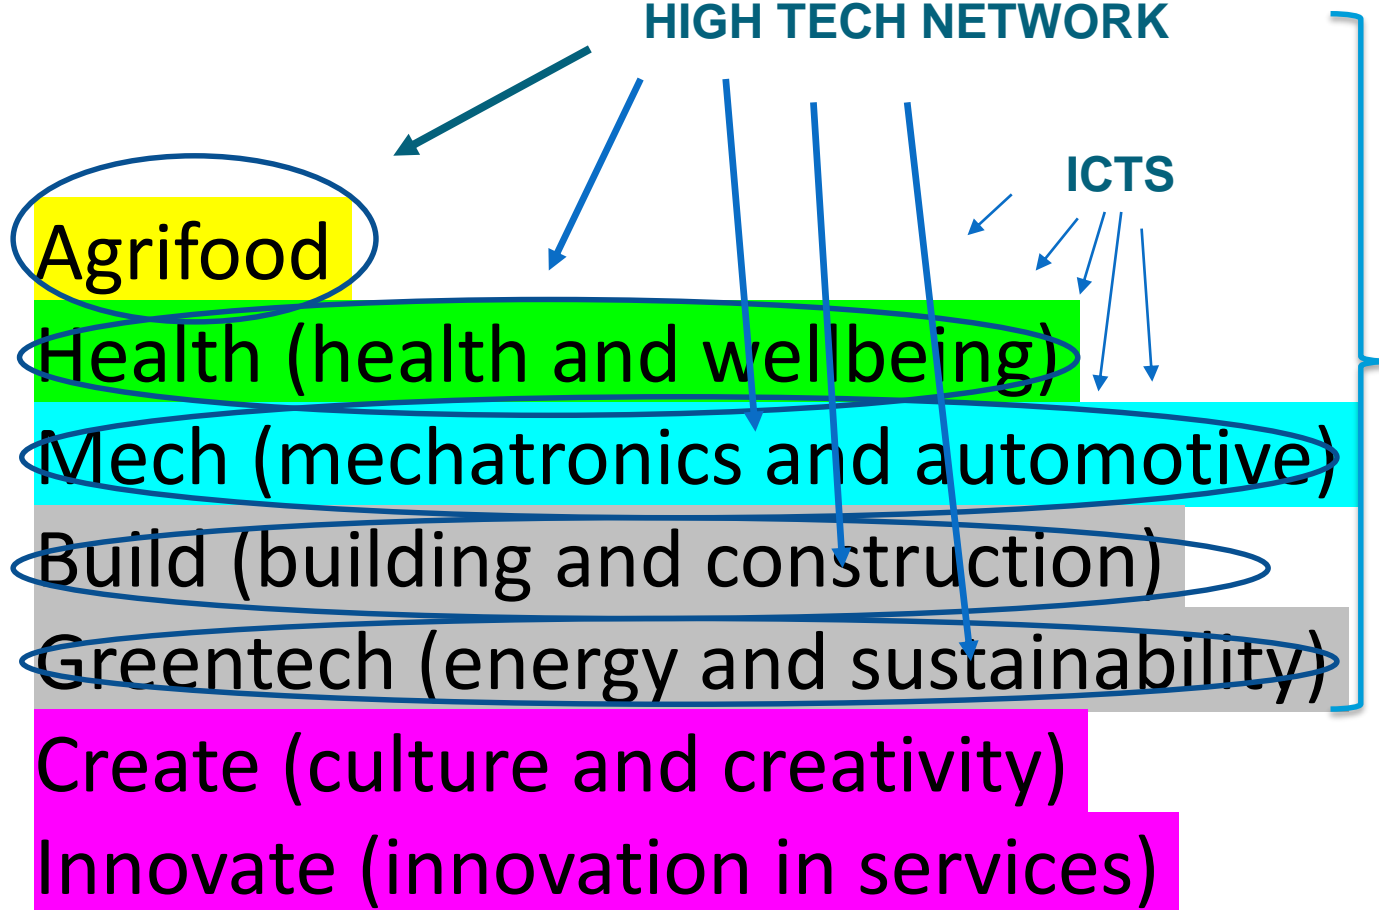 HIGH TECH NETWORK
ICTS
Agrifood
Health (health and wellbeing)
Mech (mechatronics and automotive)
Build (building and construction)
Greentech (energy and sustainability)
Create (culture and creativity)
Innovate (innovation in services)